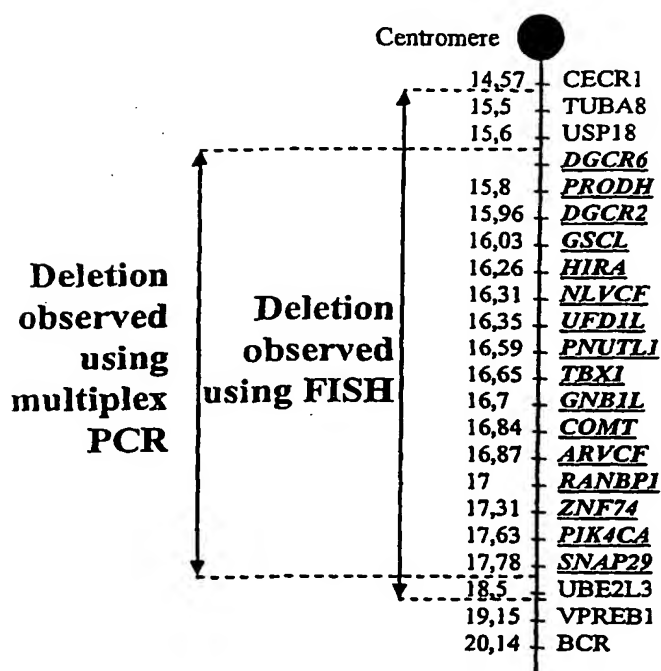 Centromere
14,57 CECR1
15,5 TUBA8
15,6 USP18
DGCR6
15,8 PRODH
15,96 DGCR2
16,03 GSCL
16,26 HIRA
16,31 NLVCF
16,35 UFD1L
16,59 PNUTL1
16,65 TBX1
16,7 GNB1L
16,84 COMT
16,87 ARVCF
17 RANBP1
17,31 ZNF74
17,63 PIK4CA
17,78 SNAP29
18,5 UBE2L3
19,15 VPREB1
20,14 BCR
Deletion
observed
using
multiplex
PCR
Deletion
observed
using FISH